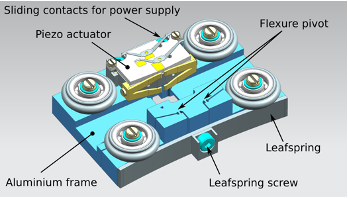 Sliding contacts for power supply
Flexure pivot
Piezo actuator
Leafspring
Aluminium frame
Leafspring screw